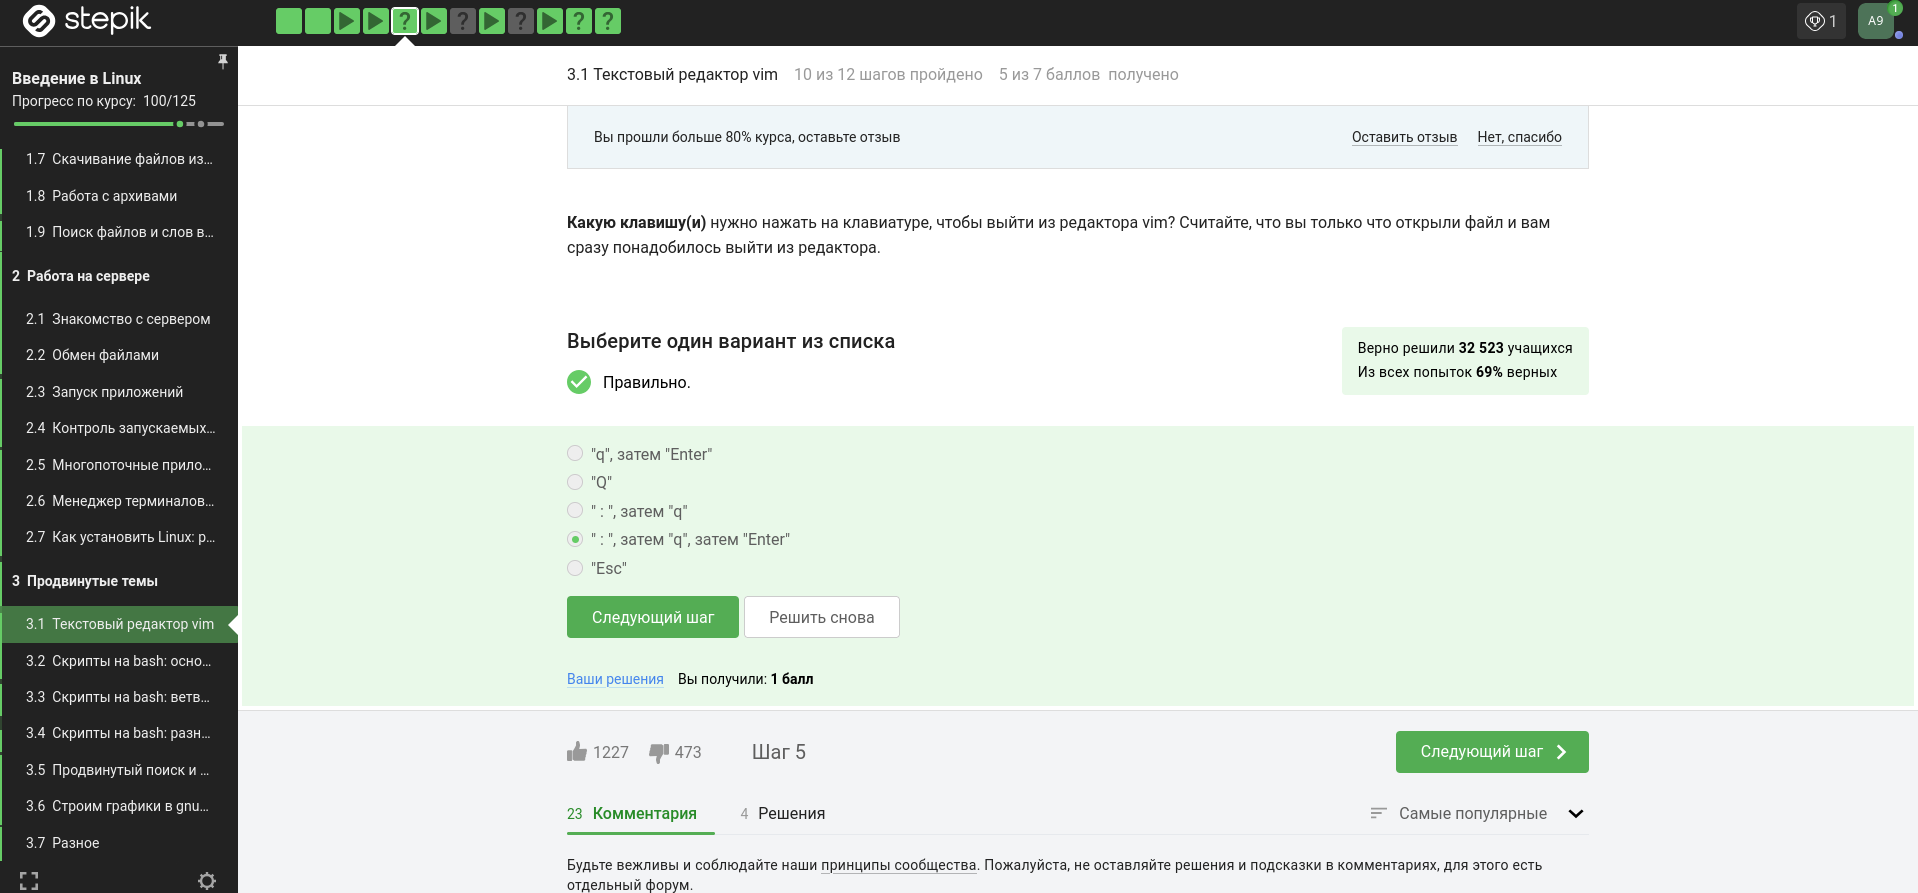 stepik
? ? ? ? ?
1
A9
1
Введение в Linux
Прогресс по курсу: 100/125
1.7 Скачивание файлов из…
1.8 Работа с архивами
1.9 Поиск файлов и слов в…
2 Работа на сервере
2.1 Знакомство с сервером
2.2 Обмен файлами
2.3 Запуск приложений
2.4 Контроль запускаемых…
2.5 Многопоточные прило…
2.6 Менеджер терминалов…
2.7 Как установить Linux: р…
3 Продвинутые темы
3.1 Текстовый редактор vim
3.2 Скрипты на bash: осно…
3.3 Скрипты на bash: ветв…
3.4 Скрипты на bash: разн…
3.5 Продвинутый поиск и …
3.6 Строим графики в gnu…
3.7 Разное
3.1 Текстовый редактор vim 10 из 12 шагов пройдено 5 из 7 баллов получено
Вы прошли больше 80% курса, оставьте отзыв Оставить отзыв Нет, спасибо
Какую клавишу(и) нужно нажать на клавиатуре, чтобы выйти из редактора vim? Считайте, что вы только что открыли файл и вам
сразу понадобилось выйти из редактора.
Выберите один вариант из списка
Правильно.
Верно решили 32 523 учащихся
Из всех попыток 69% верных
"q", затем "Enter"
"Q"
" : ", затем "q"
" : ", затем "q", затем "Enter"
"Esc"
Следующий шаг Решить снова
Ваши решения Вы получили: 1 балл
1227 473 Шаг 5 Следующий шаг
23 Комментария 4 Решения Самые популярные
Будьте вежливы и соблюдайте наши принципы сообщества. Пожалуйста, не оставляйте решения и подсказки в комментариях, для этого есть
отдельный форум.